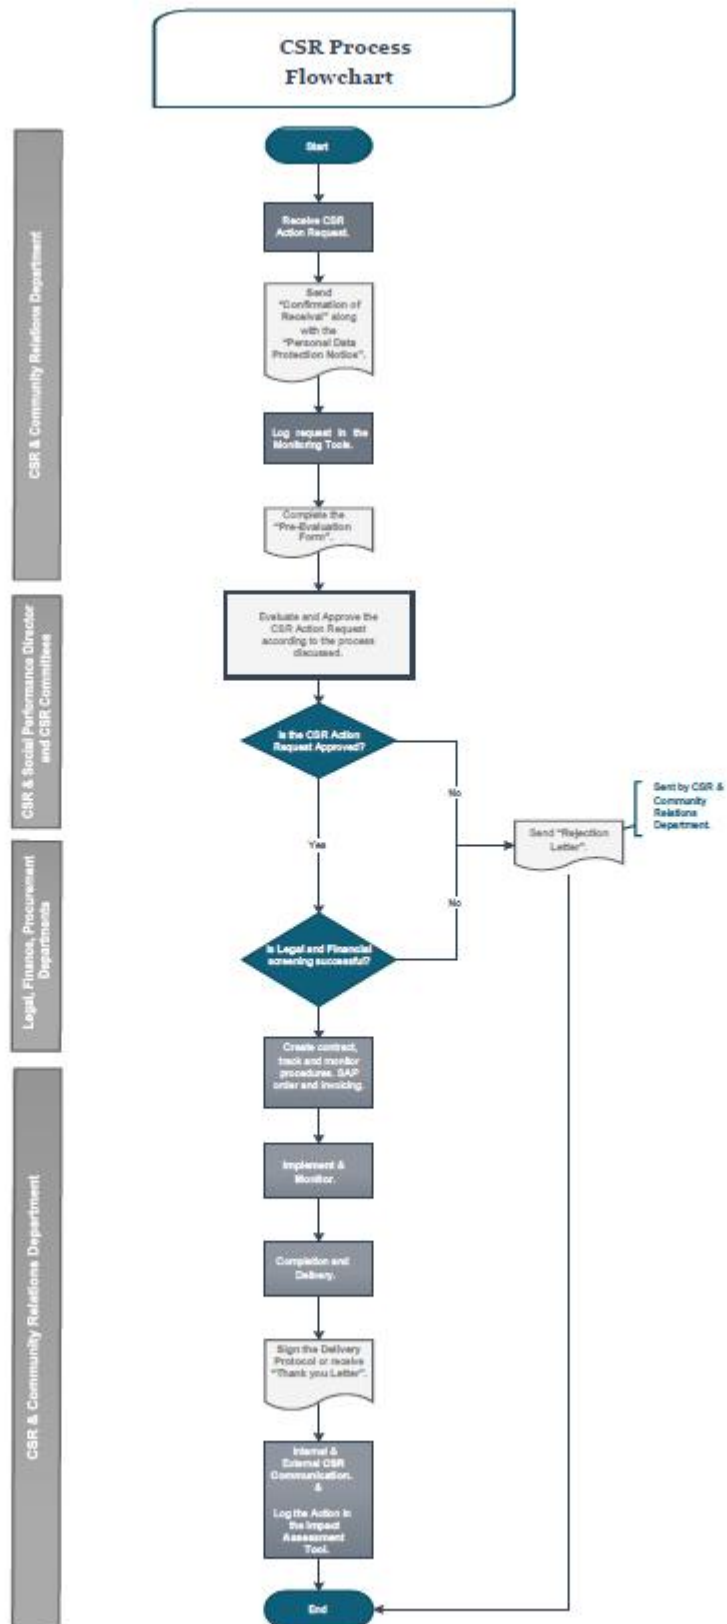 CSR Process
Flowchart
Start
CSR & Community Relations Department
Receive CSR
Action Request.
Send
"Confirmation of
Receival" along
with the
"Personal Data
Protection Notice".
Log request in the
Monitoring Tools.
Complete the
"Pre-Evaluation
Form".
CSR & Social Performance Director
and CSR Committees
Evaluate and Approve the
CSR Action Request
according to the process
discussed.
Is the CSR Action
Request Approved?
No
Yes
Send "Rejection
Letter".
Sent by CSR &
Community
Relations
Department.
Legal, Finance, Procurement
Departments
No
Is Legal and Financial
screening successful?
Create contract,
track and monitor
procedures. SAP
order and invoicing.
CSR & Community Relations Department
Implement &
Monitor.
Completion and
Delivery.
Sign the Delivery
Protocol or receive
"Thank you Letter".
Internal &
External CSR
Communication.
&
Log the Action in
the Impact
Assessment
Tool.
End